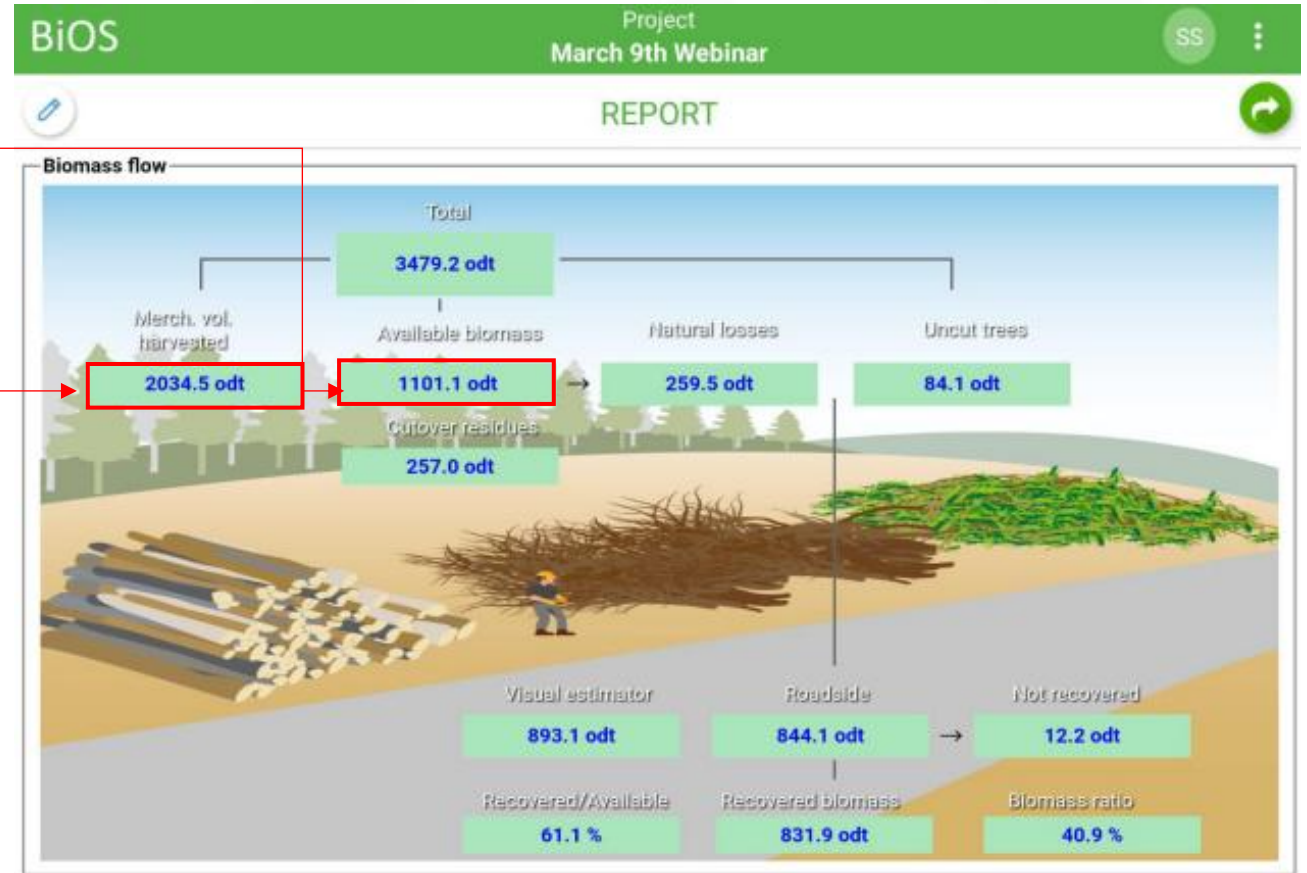 BiOS
Project
March 9th Webinar
SS
REPORT
Biomass flow
Total
3479.2 odt
Merch. vol.
harvested
Available biomass
Natural losses
Uncut trees
2034.5 odt
1101.1 odt
→
259.5 odt
84.1 odt
Cutover residues
257.0 odt
Visual estimator
Roadside
Not recovered
893.1 odt
844.1 odt
→
12.2 odt
Recovered/Available
Recovered biomass
Biomass ratio
61.1 %
831.9 odt
40.9 %